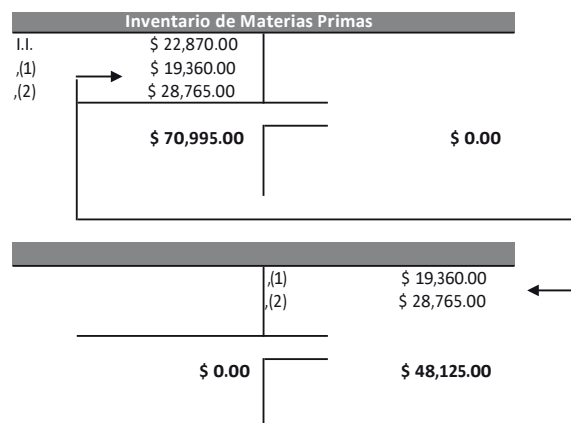 Inventario de Materias Primas
I.I. $ 22,870.00
,(1) $ 19,360.00
,(2) $ 28,765.00
$ 70,995.00 $ 0.00
,(1) $ 19,360.00
,(2) $ 28,765.00
$ 0.00 $ 48,125.00